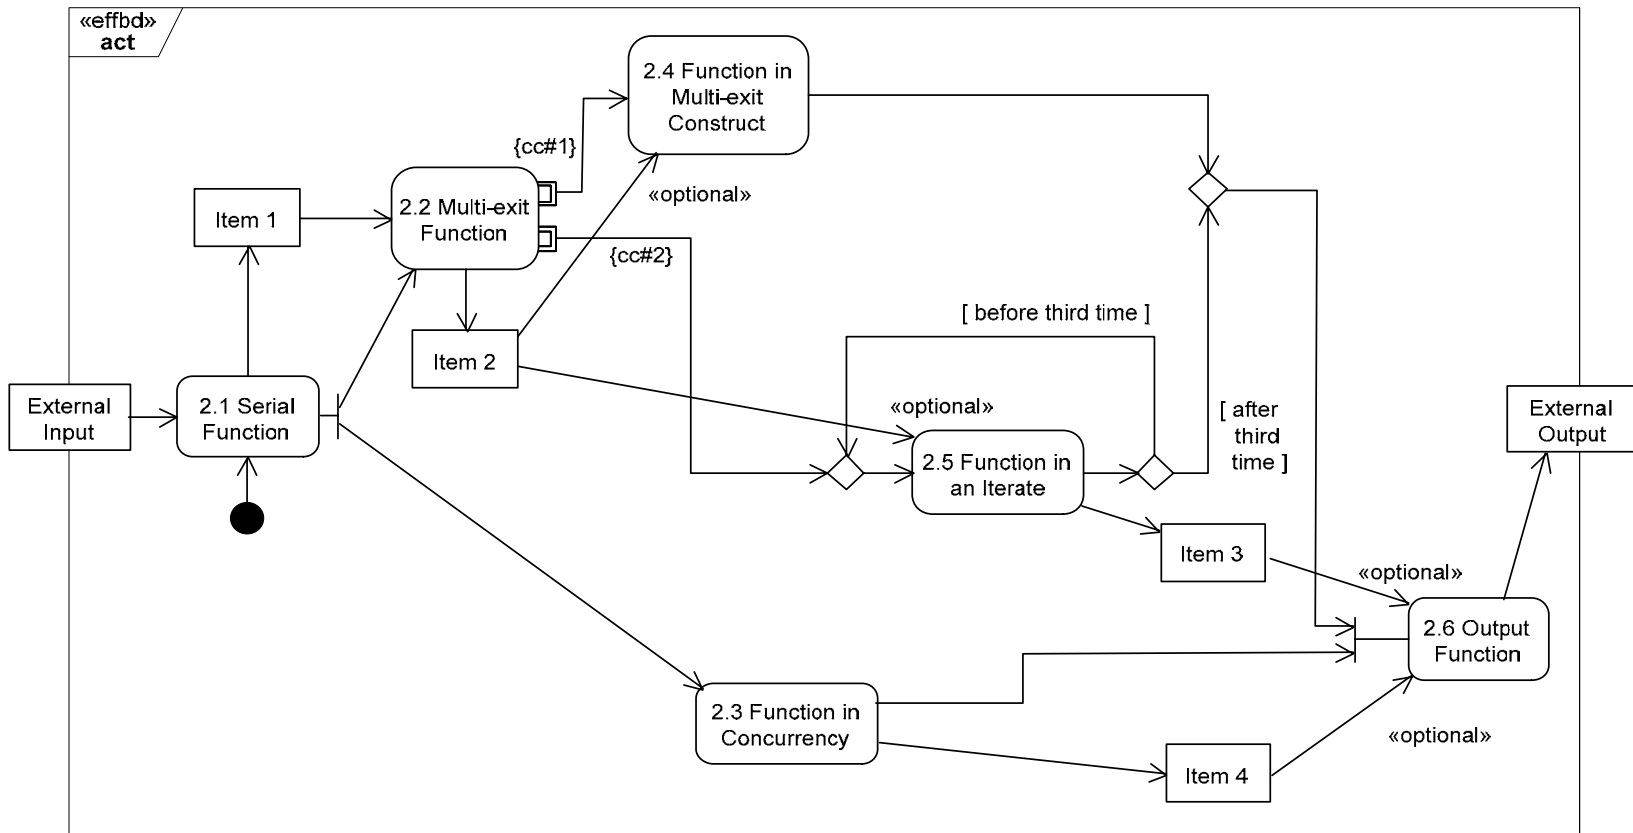 «effbd»
act
2.4 Function in
Multi-exit
Construct
{cc#1}
«optional»
2.2 Multi-exit
Function
Item 1
{cc#2}
[ before third time ]
Item 2
External
Input
2.1 Serial
Function
«optional»
[ after
third
time ]
External
Output
2.5 Function in
an Iterate
Item 3
«optional»
2.6 Output
Function
2.3 Function in
Concurrency
«optional»
Item 4